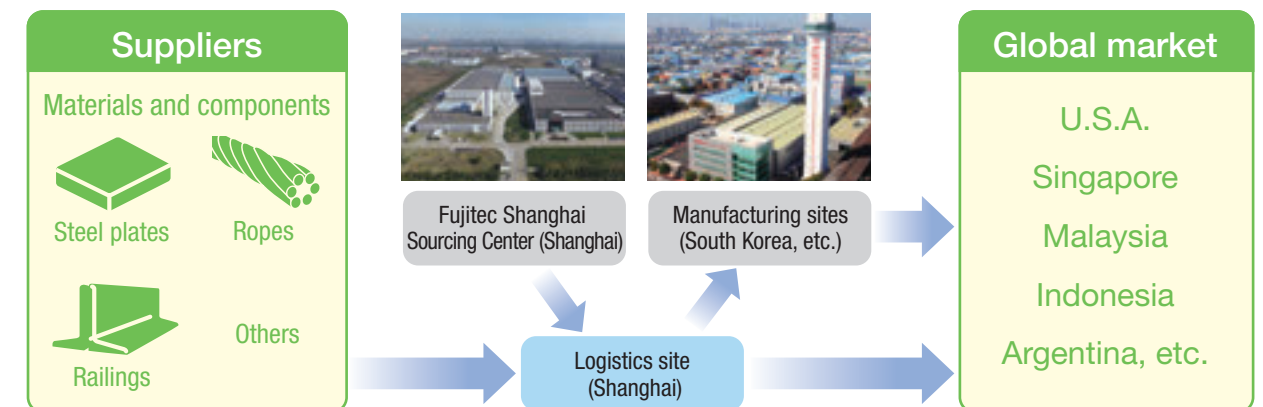 Suppliers
Materials and components
Steel plates
Ropes
Railings
Others
Fujitec Shanghai
Sourcing Center (Shanghai)
Manufacturing sites
(South Korea, etc.)
Logistics site
(Shanghai)
Global market
U.S.A.
Singapore
Malaysia
Indonesia
Argentina, etc.